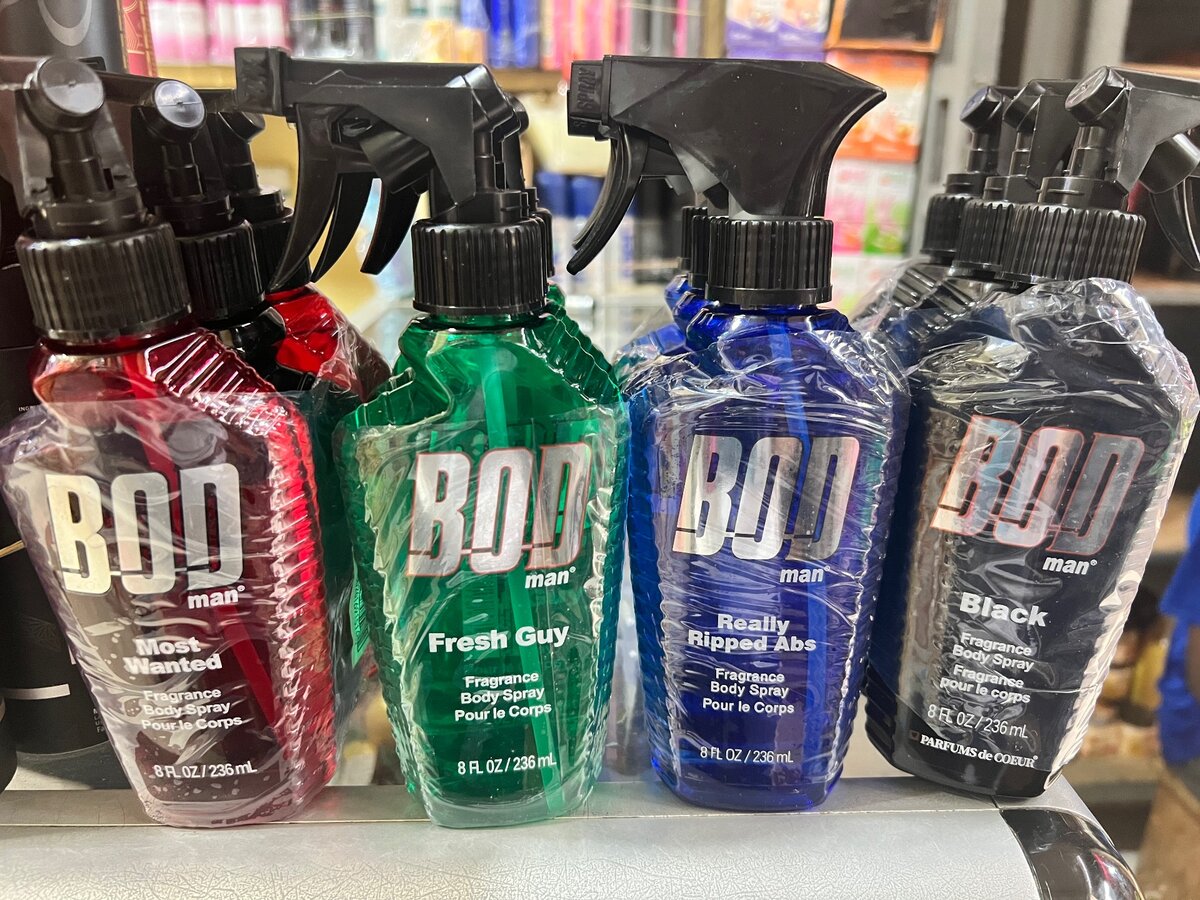 BOD
man®
Most
Wanted
Fragrance
Body Spray
Pour le Corps
8 FL OZ / 236 mL
BOD
man®
Fresh Guy
Fragrance
Body Spray
Pour le Corps
8 FL OZ / 236 mL
BOD
man®
Really
Ripped Abs
Fragrance
Body Spray
Pour le Corps
8 FL OZ / 236 mL
BOD
man®
Black
Fragrance
Body Spray
Fragrance
pour le corps
8 FL OZ / 236 mL
PARFUMS de COEUR®